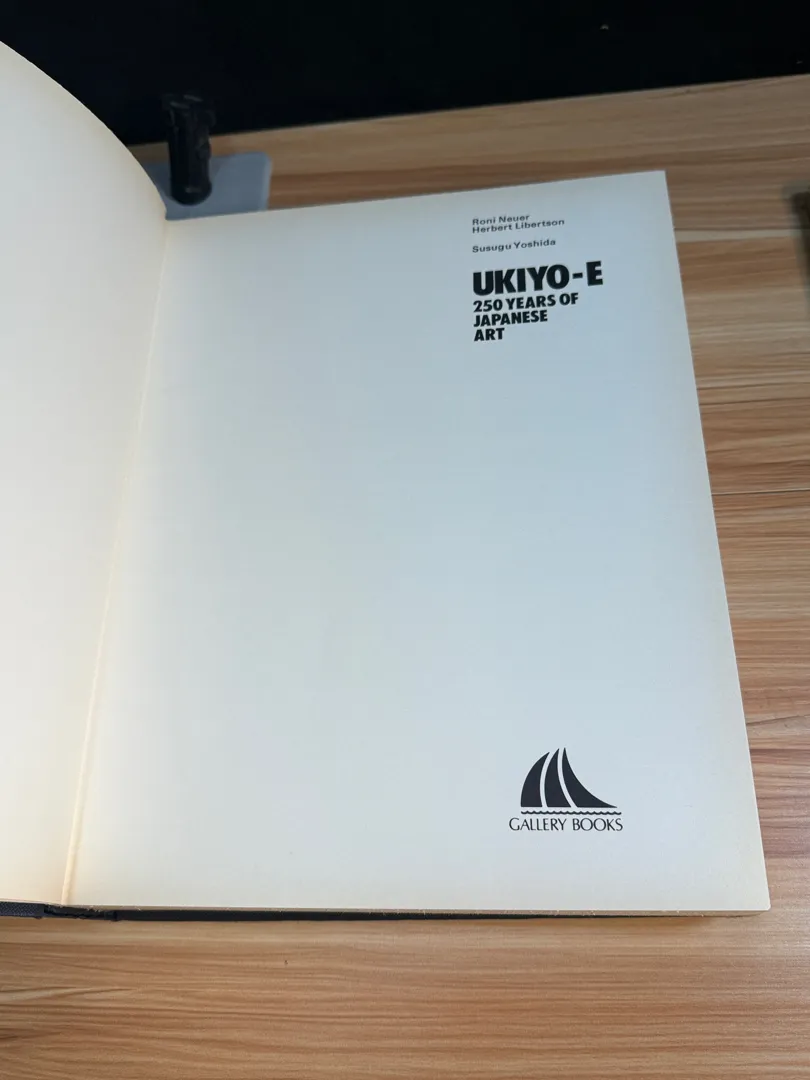 Roni Neuer
Herbert Libertson
Susugu Yoshida
UKIYO-E
250 YEARS OF
JAPANESE
ART
GALLERY BOOKS